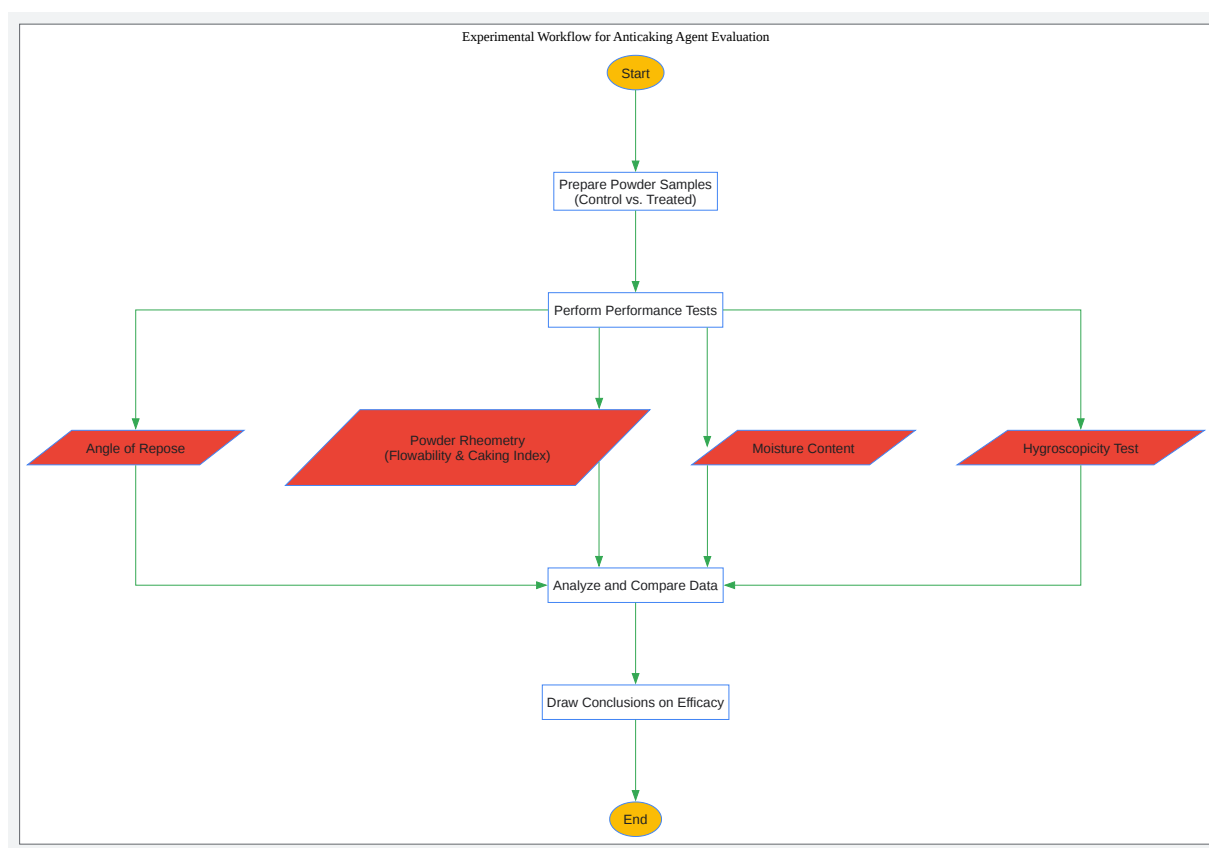 Experimental Workflow for Anticaking Agent Evaluation
Start
Prepare Powder Samples
(Control vs. Treated)
Perform Performance Tests
Angle of Repose
Powder Rheometry
(Flowability & Caking Index)
Moisture Content
Hygroscopicity Test
Analyze and Compare Data
Draw Conclusions on Efficacy
End